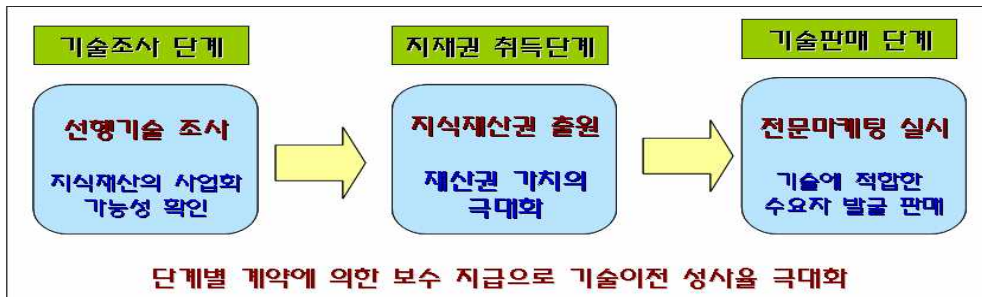 기술조사 단계
지재권 취득단계
기술판매 단계
선행기술 조사
지식재산의 사업화
가능성 확인
지식재산권 출원
재산권 가치의
극대화
전문마케팅 실시
기술에 적합한
수요자 발굴 판매
단계별 계약에 의한 보수 지급으로 기술이전 성사율 극대화